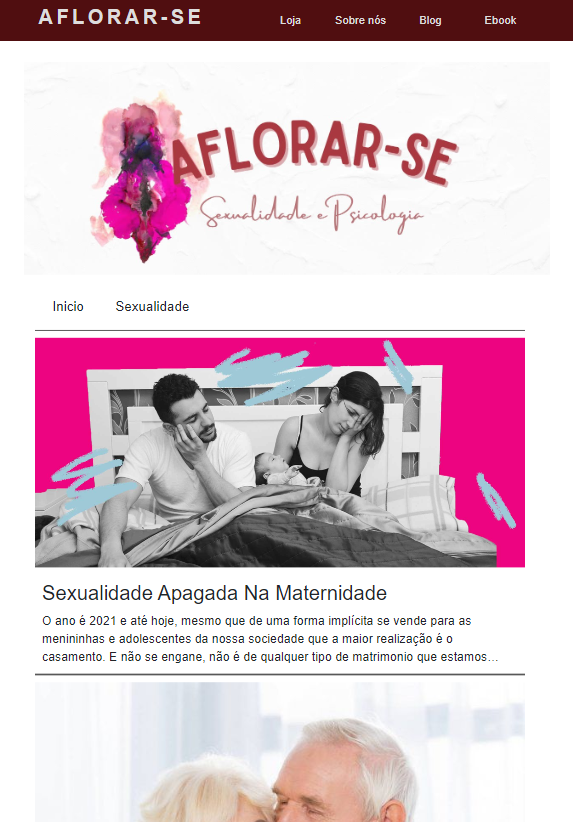 AFLORAR-SE
Loja Sobre nós Blog Ebook
AFLORAR-SE
Sexualidade e Psicologia
Inicio Sexualidade
Sexualidade Apagada Na Maternidade
O ano é 2021 e até hoje, mesmo que de uma forma implícita se vende para as
menininhas e adolescentes da nossa sociedade que a maior realização é o
casamento. E não se engane, não é de qualquer tipo de matrimonio que estamos…